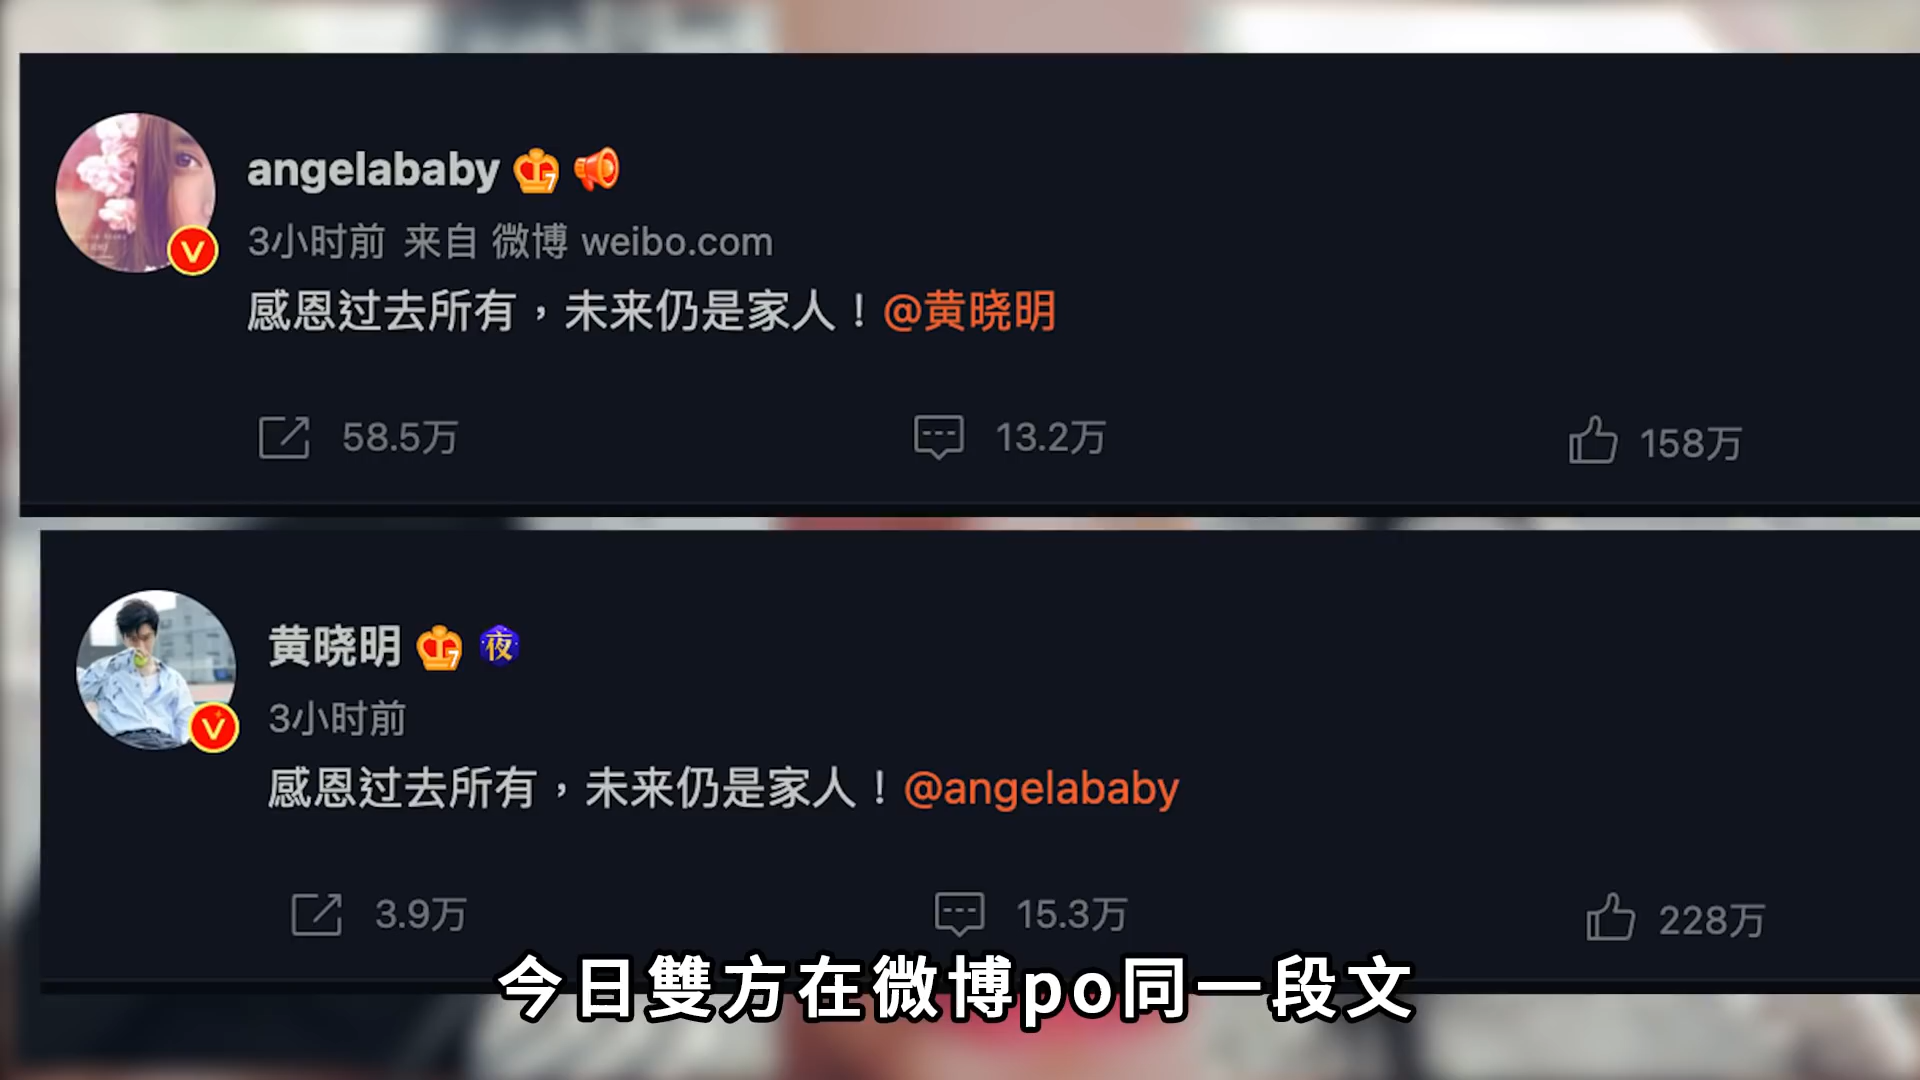 angelababy
3小时前 来自 微博 weibo.com
感恩过去所有，未来仍是家人！@黄晓明
58.5万 13.2万 158万
黄晓明 夜
3小时前
感恩过去所有，未来仍是家人！@angelababy
3.9万 15.3万 228万
今日雙方在微博po同一段文